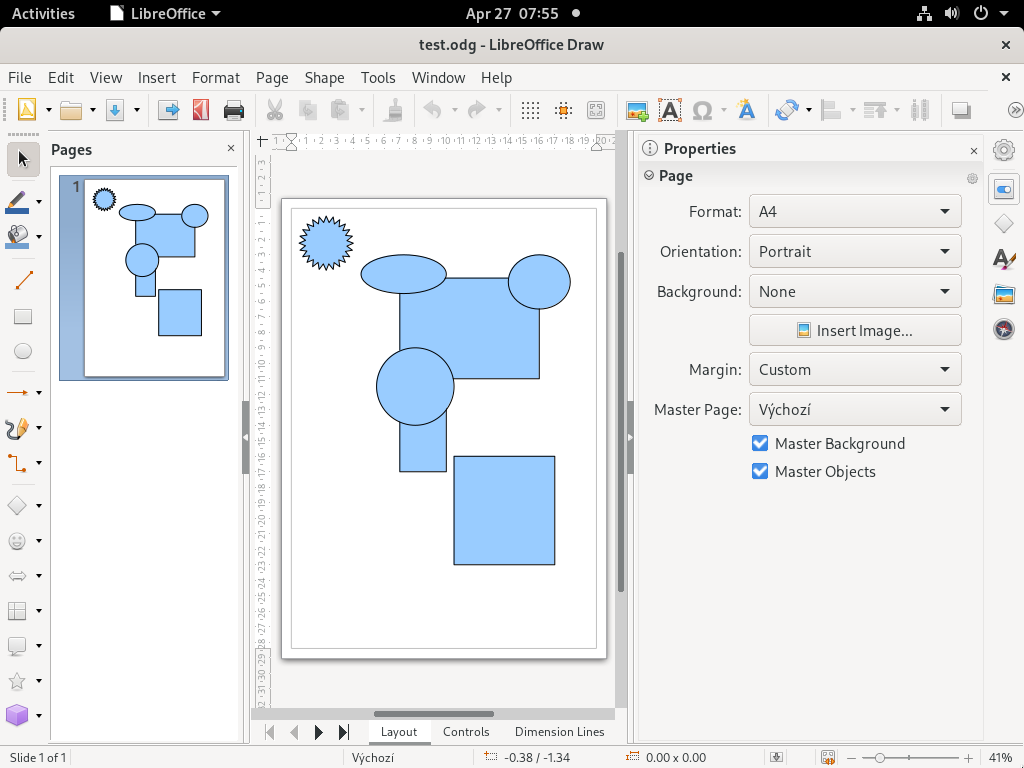 Activities LibreOffice Apr 27 07:55
test.odg - LibreOffice Draw
File Edit View Insert Format Page Shape Tools Window Help
Pages
1
Properties
Page
Format: A4
Orientation: Portrait
Background: None
Insert Image...
Margin: Custom
Master Page: Výchozí
Master Background
Master Objects
Layout Controls Dimension Lines
Slide 1 of 1 Výchozí -0.38 / -1.34 0.00 x 0.00 41%